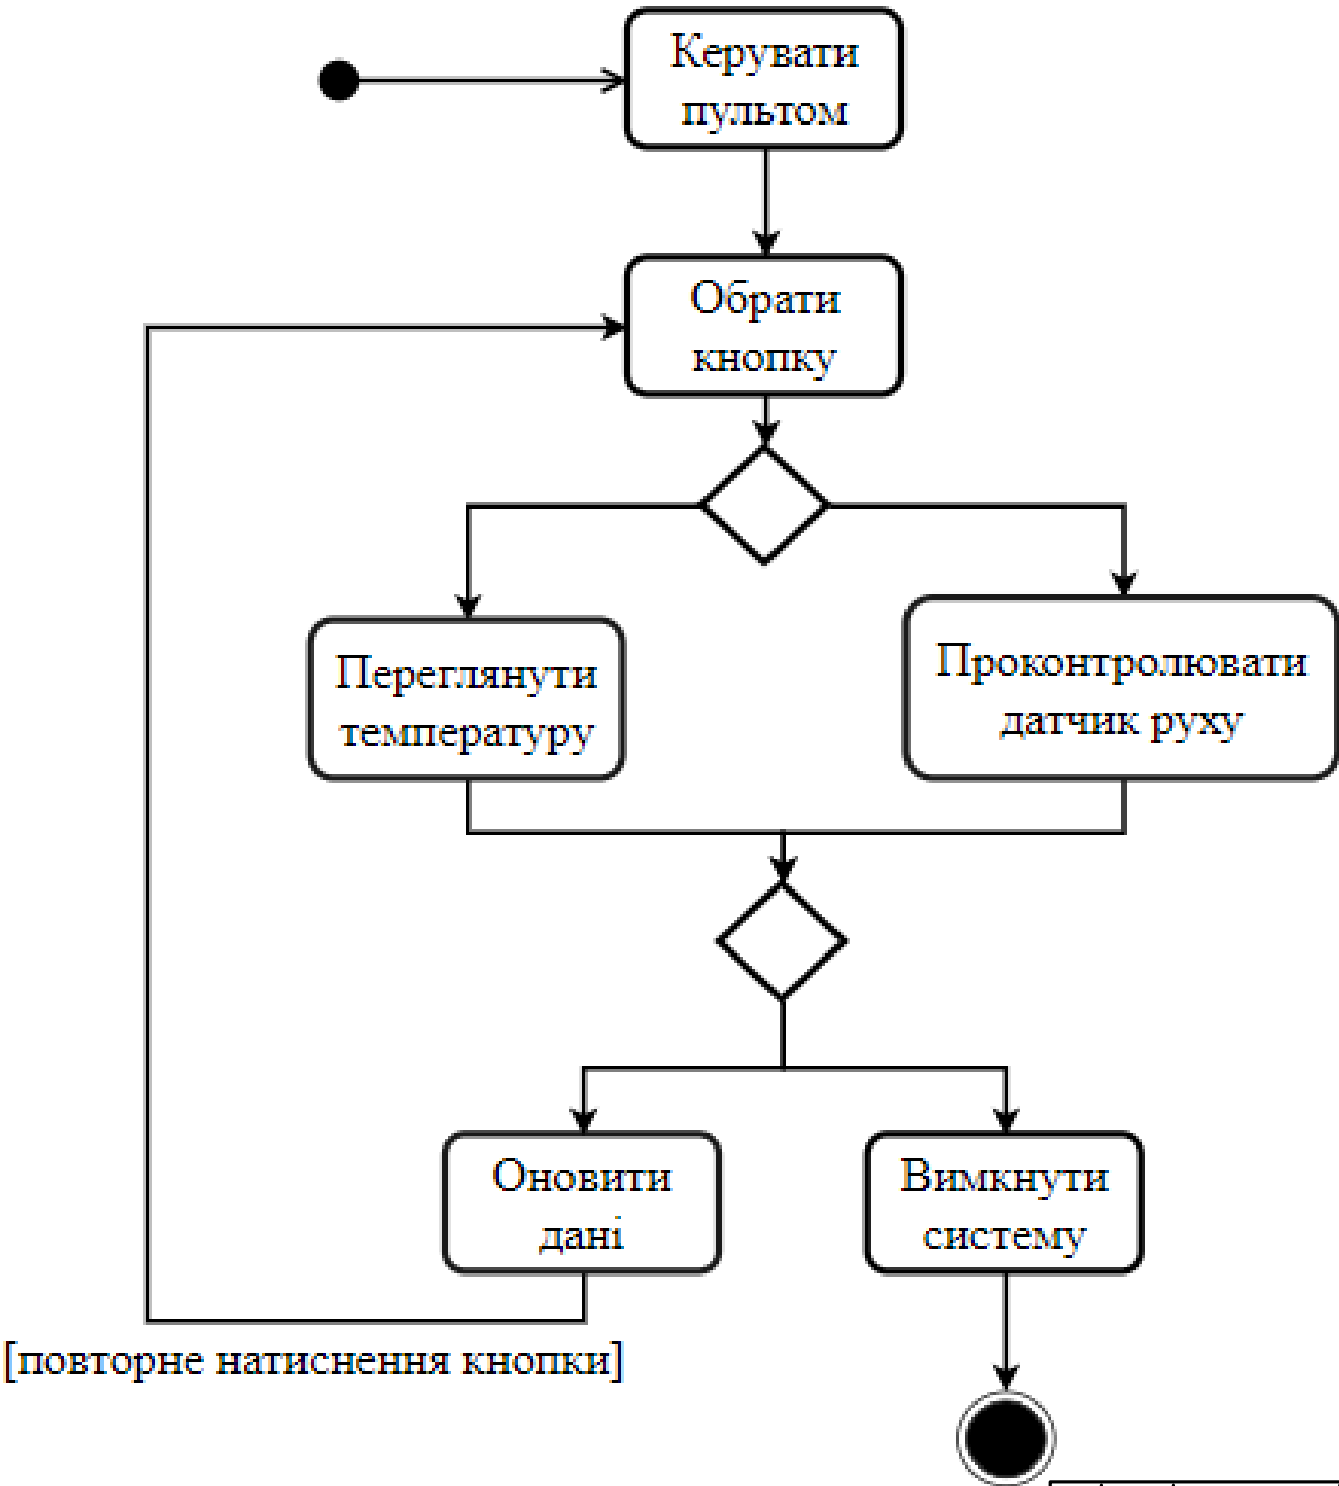 Керувати
пультом
Обрати
кнопку
Переглянути
температуру
Проконтролювати
датчик руху
Оновити
дані
Вимкнути
систему
[повторне натиснення кнопки]